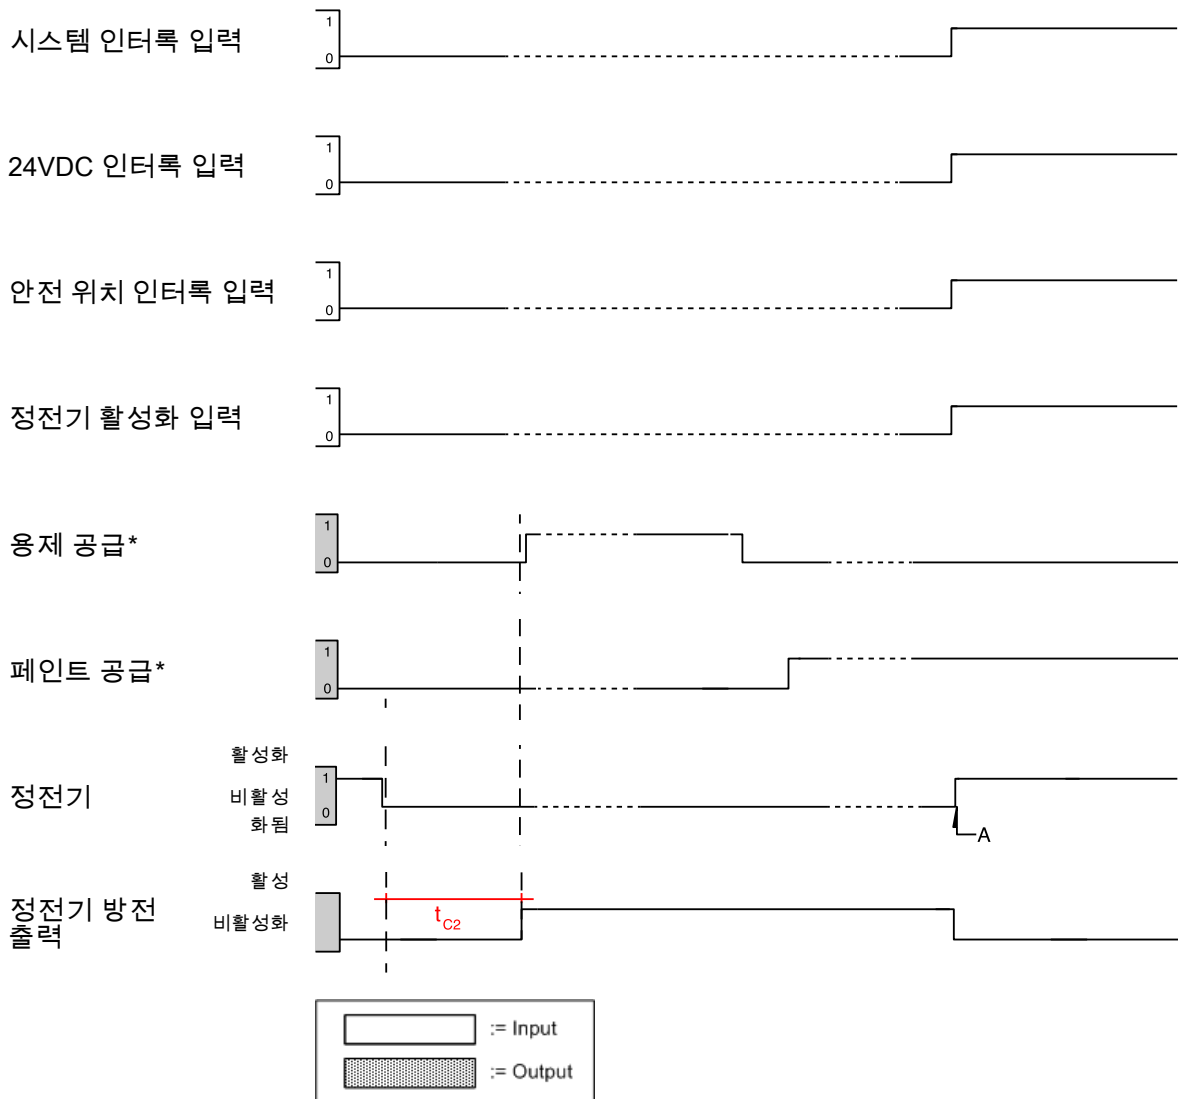 시스템 인터록 입력
1
0
24VDC 인터록 입력
1
0
안전 위치 인터록 입력
1
0
정전기 활성화 입력
1
0
용제 공급*
1
0
페인트 공급*
1
0
정전기
활성화
비활성
화됨
1
0
A
정전기 방전
출력
활성
비활성화
tC2
:= Input
:= Output